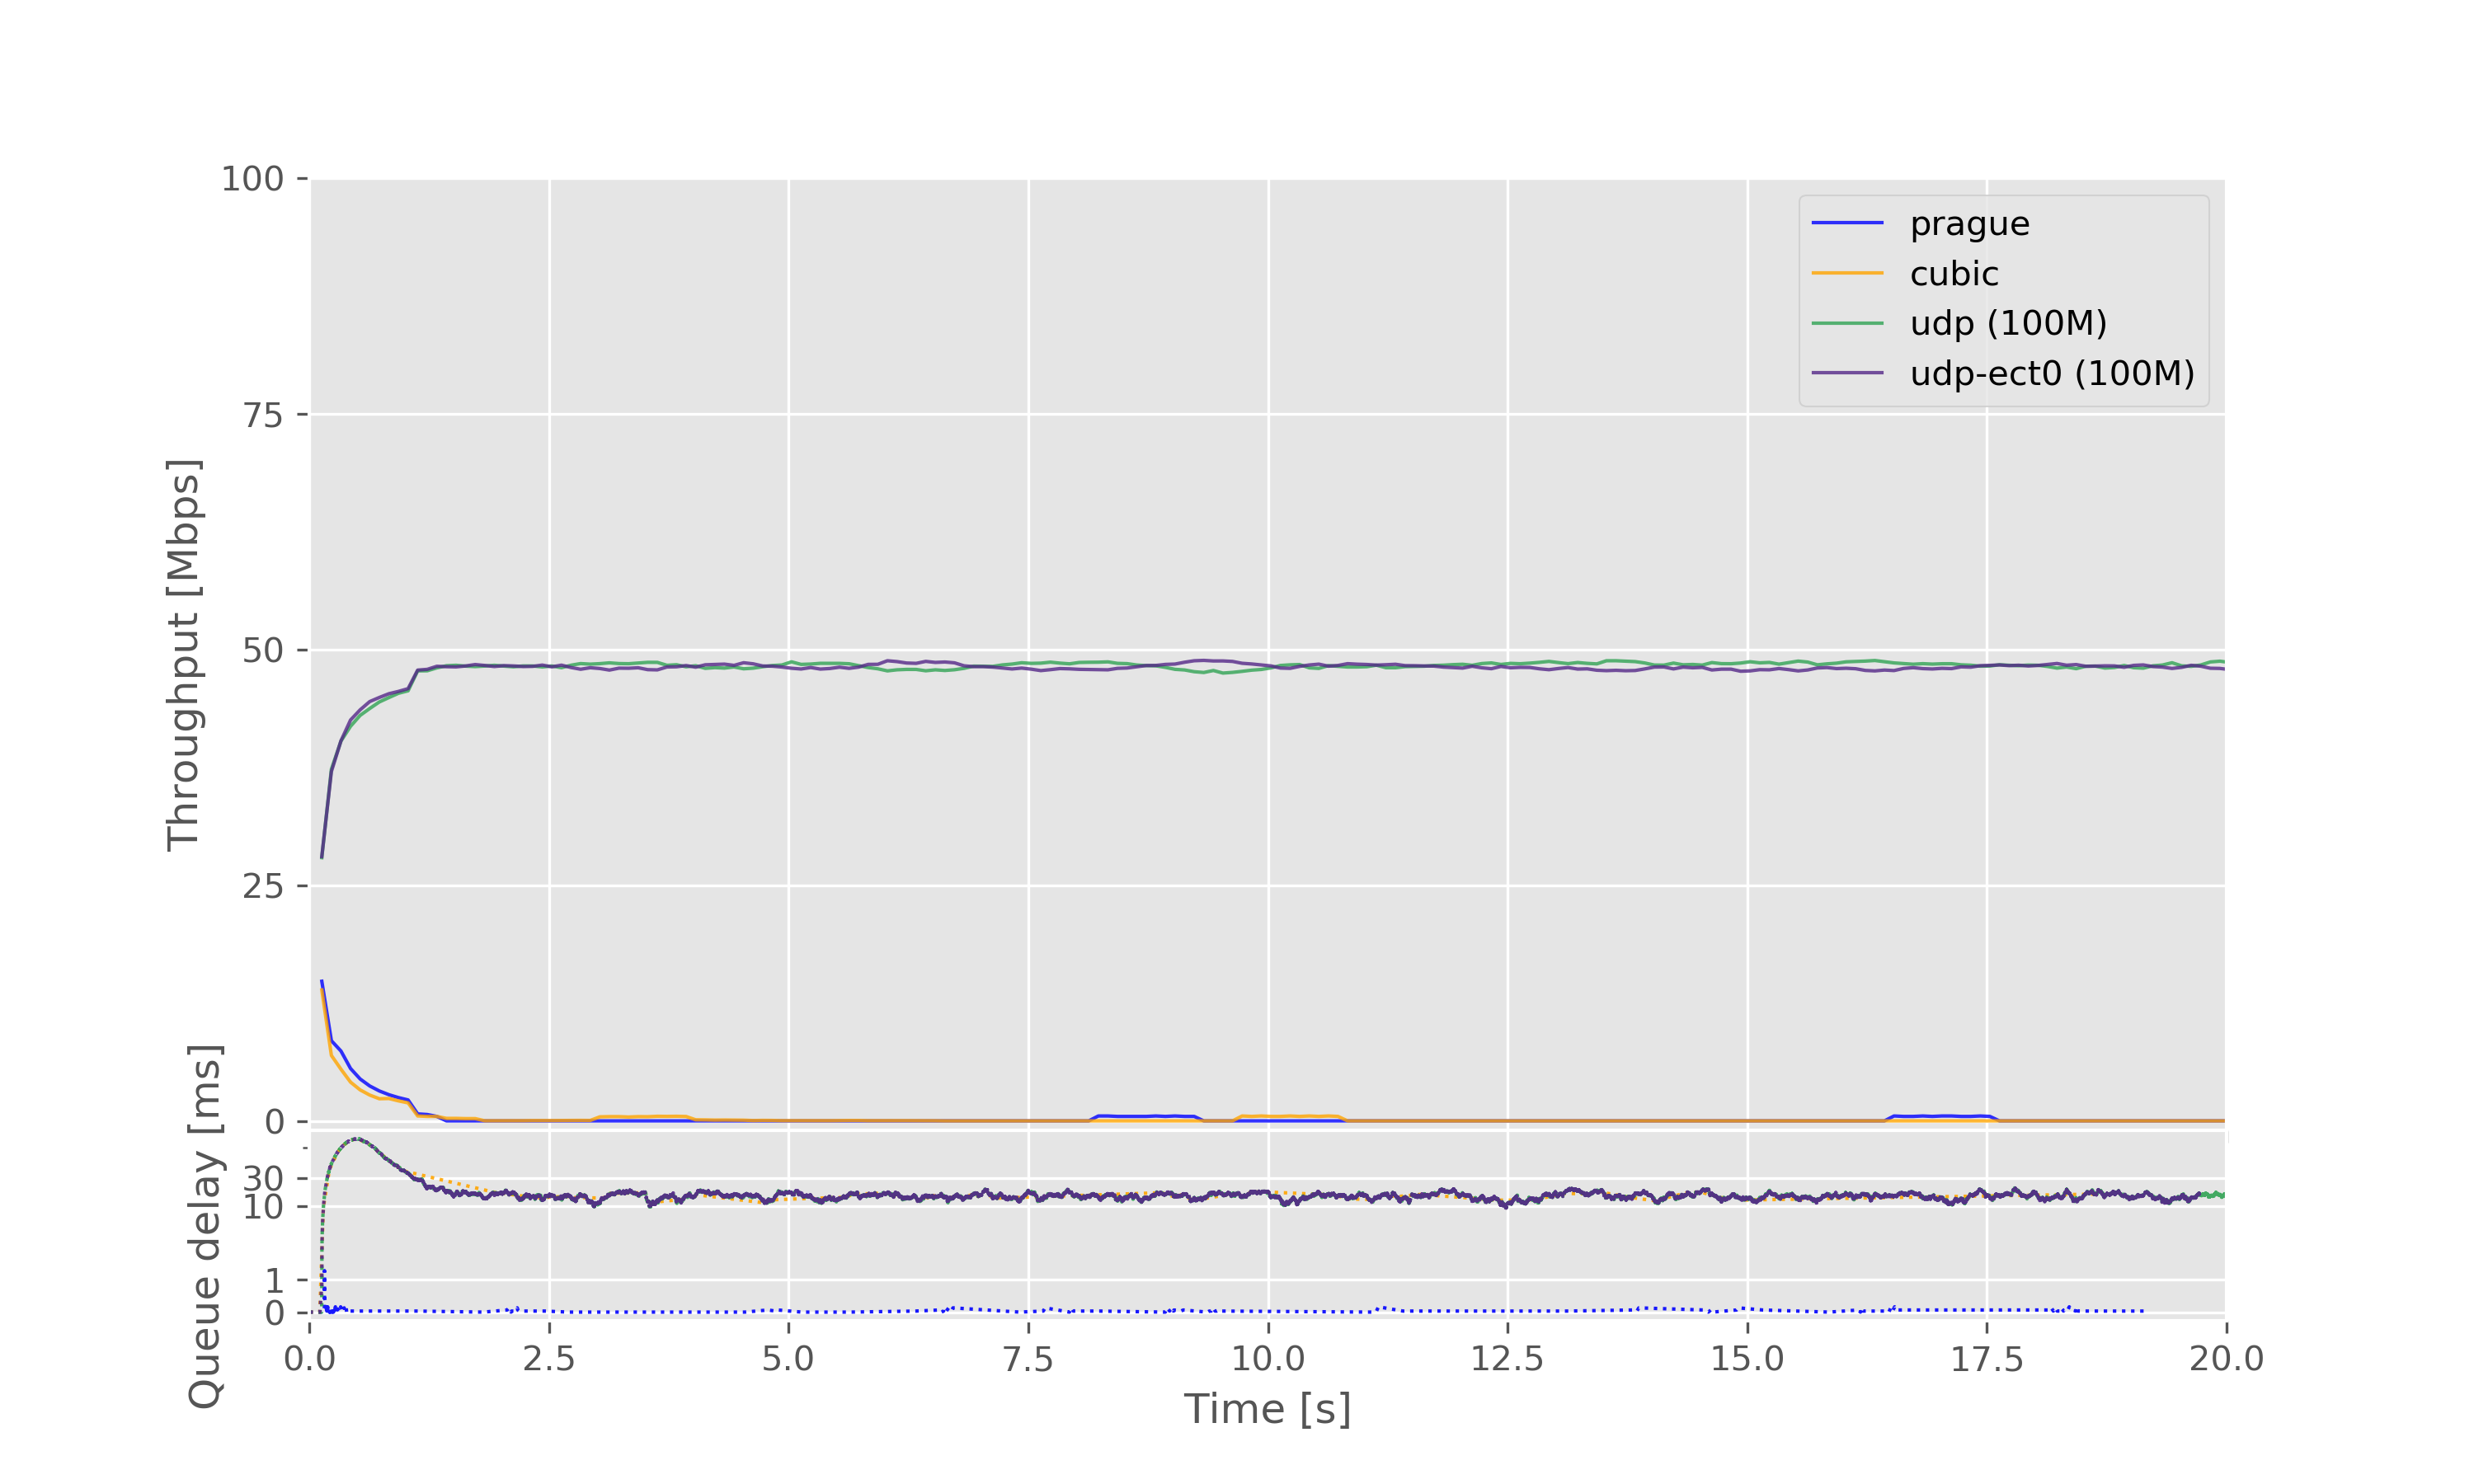 Throughput [Mbps]
100
75
50
25
0
prague
cubic
udp (100M)
udp-ect0 (100M)
Queue delay [ms]
30
10
1
0
0.0 2.5 5.0 7.5 10.0 12.5 15.0 17.5 20.0
Time [s]